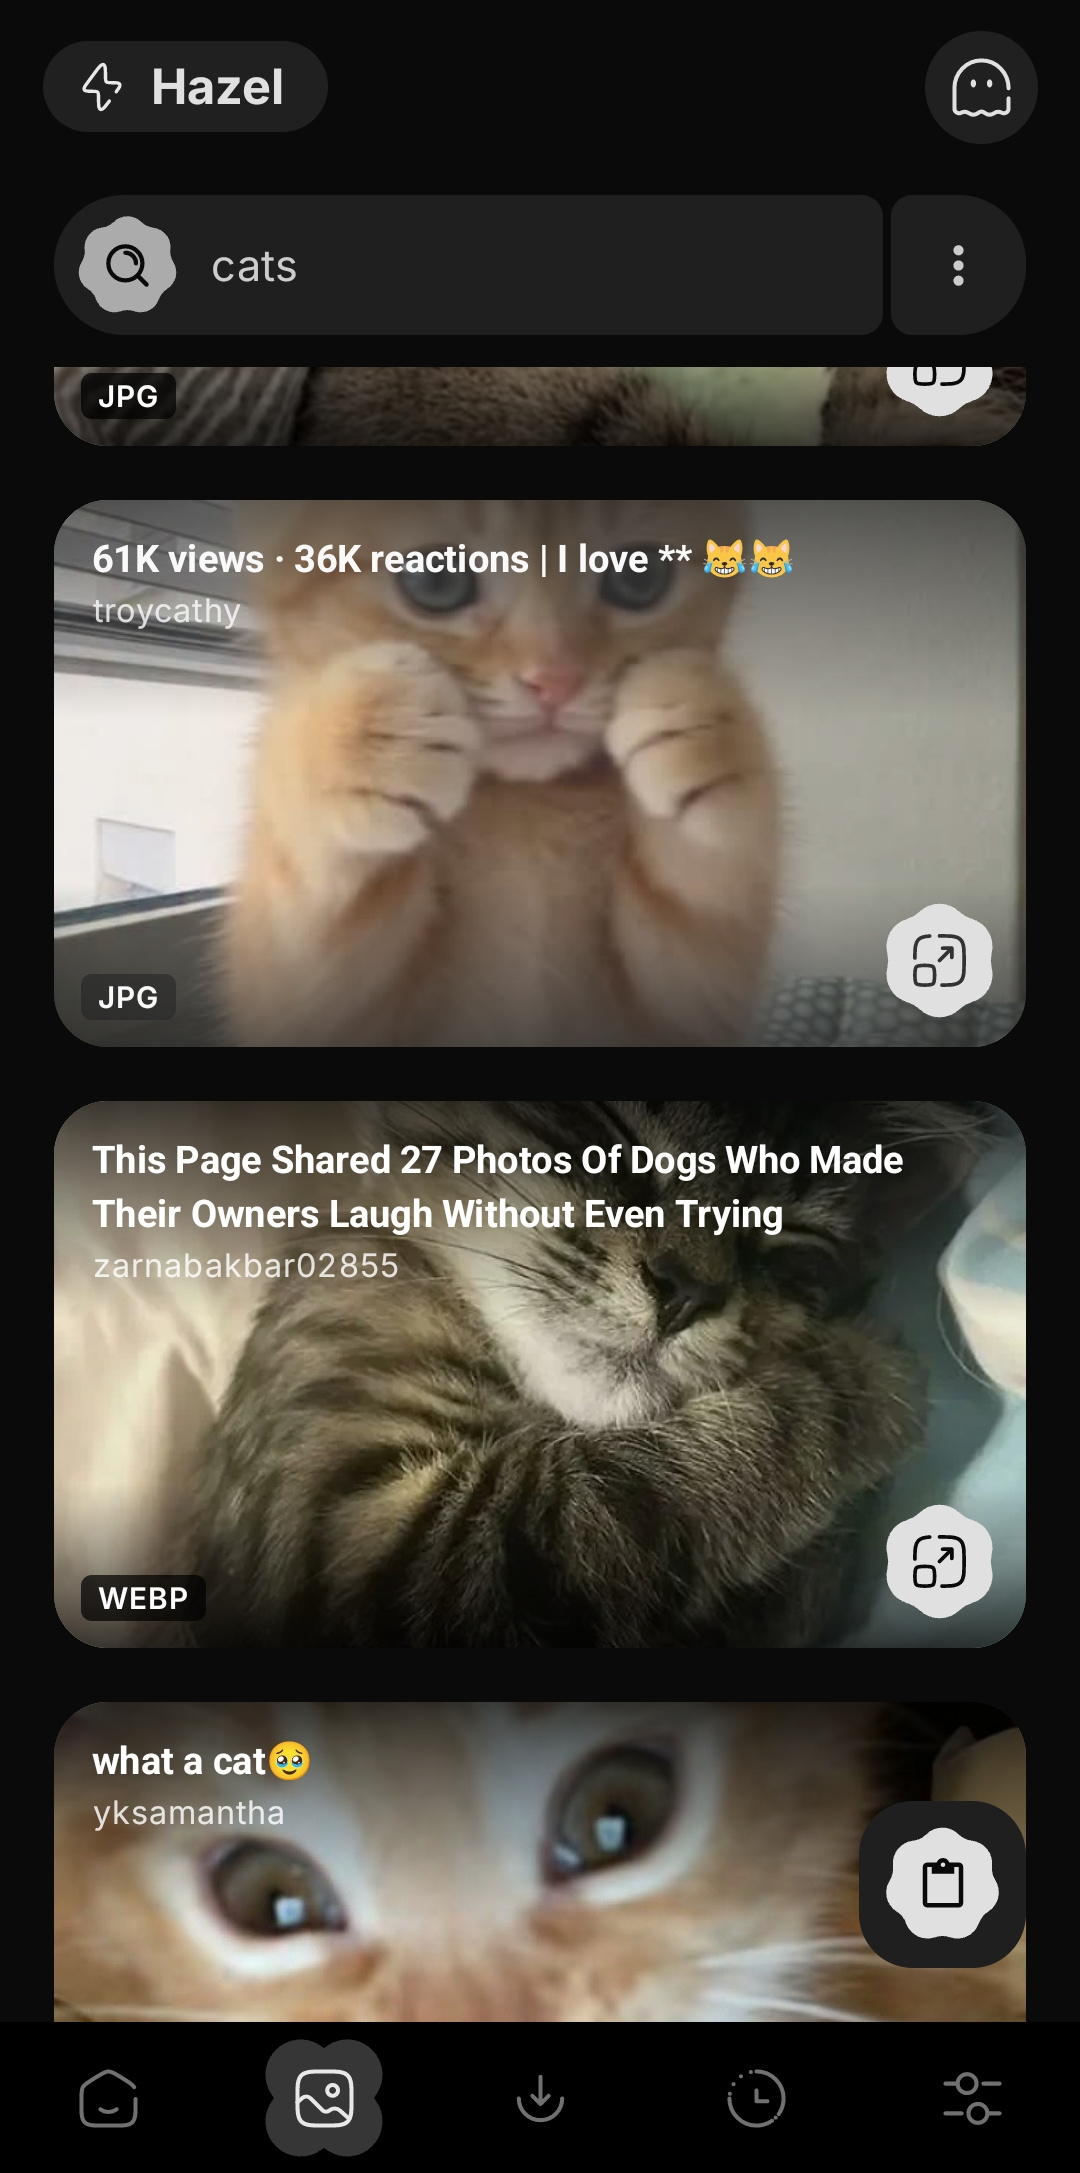 Hazel
cats
JPG
61K views · 36K reactions | I love ** 😹😹
troycathy
JPG
This Page Shared 27 Photos Of Dogs Who Made
Their Owners Laugh Without Even Trying
zarnabakbar02855
WEBP
what a cat🥹
yksamantha